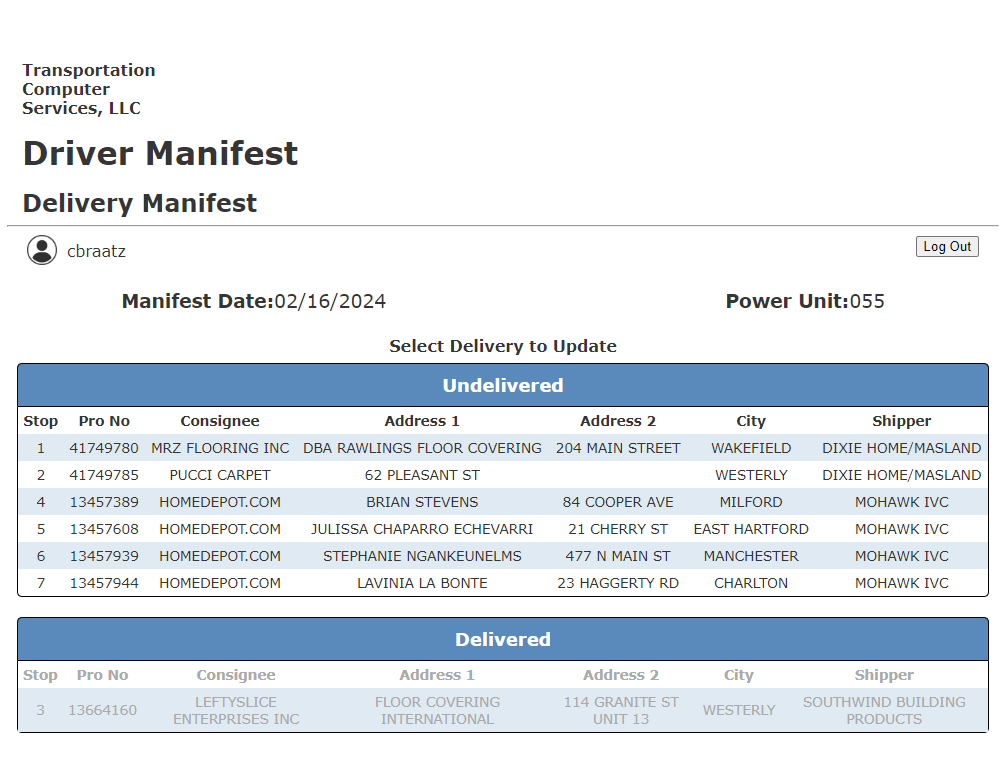 Transportation
Computer
Services, LLC
Driver Manifest
Delivery Manifest
cbraatz
Log Out
Manifest Date:02/16/2024 Power Unit:055
Select Delivery to Update
Undelivered
Stop Pro No Consignee Address 1 Address 2 City Shipper
1 41749780 MRZ FLOORING INC DBA RAWLINGS FLOOR COVERING 204 MAIN STREET WAKEFIELD DIXIE HOME/MASLAND
2 41749785 PUCCI CARPET 62 PLEASANT ST WESTERLY DIXIE HOME/MASLAND
4 13457389 HOMEDEPOT.COM BRIAN STEVENS 84 COOPER AVE MILFORD MOHAWK IVC
5 13457608 HOMEDEPOT.COM JULISSA CHAPARRO ECHEVARRI 21 CHERRY ST EAST HARTFORD MOHAWK IVC
6 13457939 HOMEDEPOT.COM STEPHANIE NGANKEUNELMS 477 N MAIN ST MANCHESTER MOHAWK IVC
7 13457944 HOMEDEPOT.COM LAVINIA LA BONTE 23 HAGGERTY RD CHARLTON MOHAWK IVC
Delivered
Stop Pro No Consignee Address 1 Address 2 City Shipper
3 13664160 LEFTYSLICE ENTERPRISES INC FLOOR COVERING INTERNATIONAL 114 GRANITE ST UNIT 13 WESTERLY SOUTHWIND BUILDING PRODUCTS